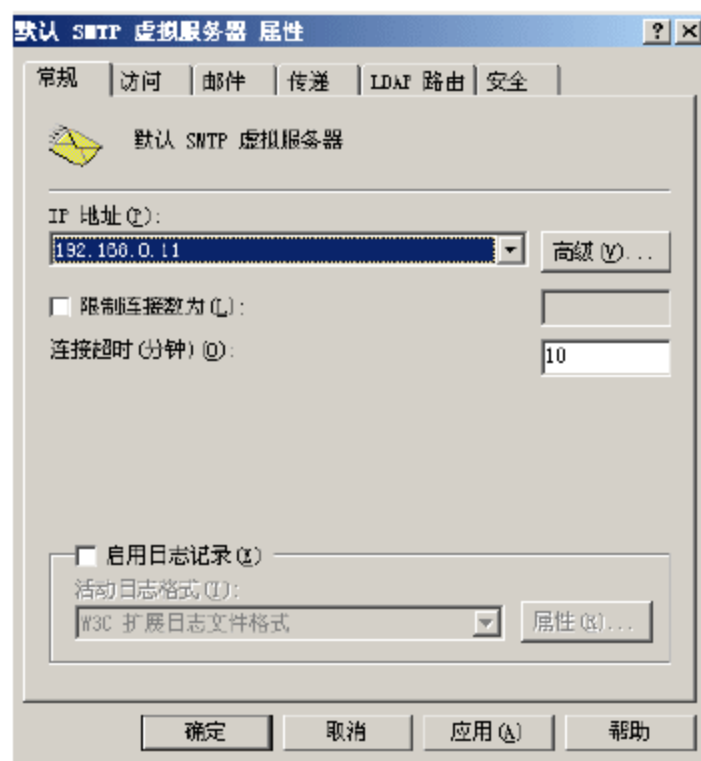 默认 SMTP 虚拟服务器 属性
常规 访问 邮件 传递 LDAP 路由 安全
默认 SMTP 虚拟服务器
IP 地址(P):
192.168.0.11 高级(V)...
限制连接数为(L):
连接超时(分钟)(O): 10
启用日志记录(E)
活动日志格式(T):
W3C 扩展日志文件格式 属性(R)...
确定 取消 应用(A) 帮助